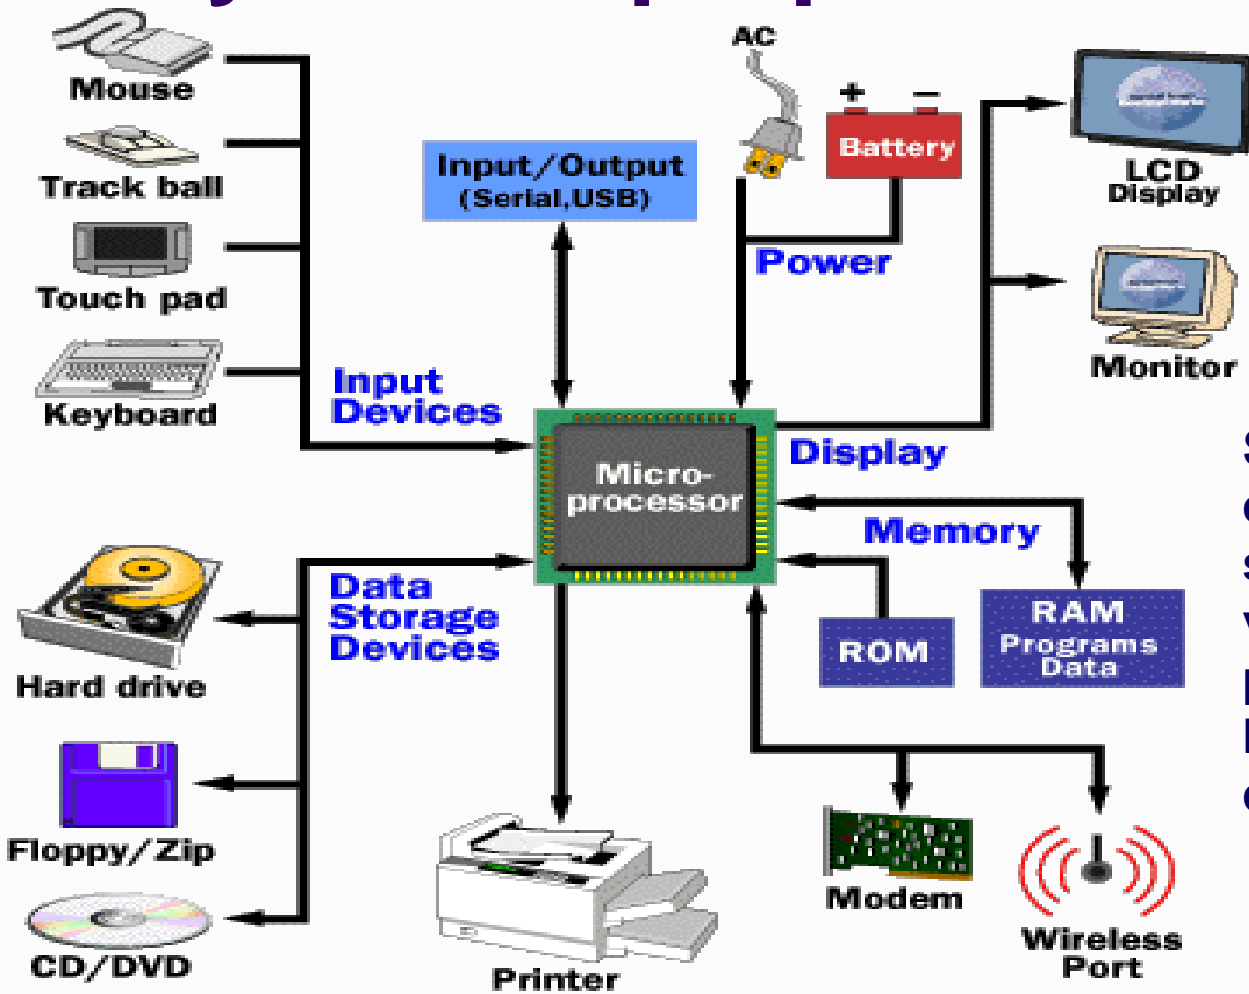 AC
Mouse
+ −
Battery
Input/Output
(Serial,USB)
LCD
Display
Track ball
Power
Touch pad
Monitor
Input
Devices
Keyboard
Display
Micro-
processor
Memory
Data
Storage
Devices
RAM
Programs
Data
ROM
Hard drive
Floppy/Zip
Modem
Wireless
Port
CD/DVD
Printer